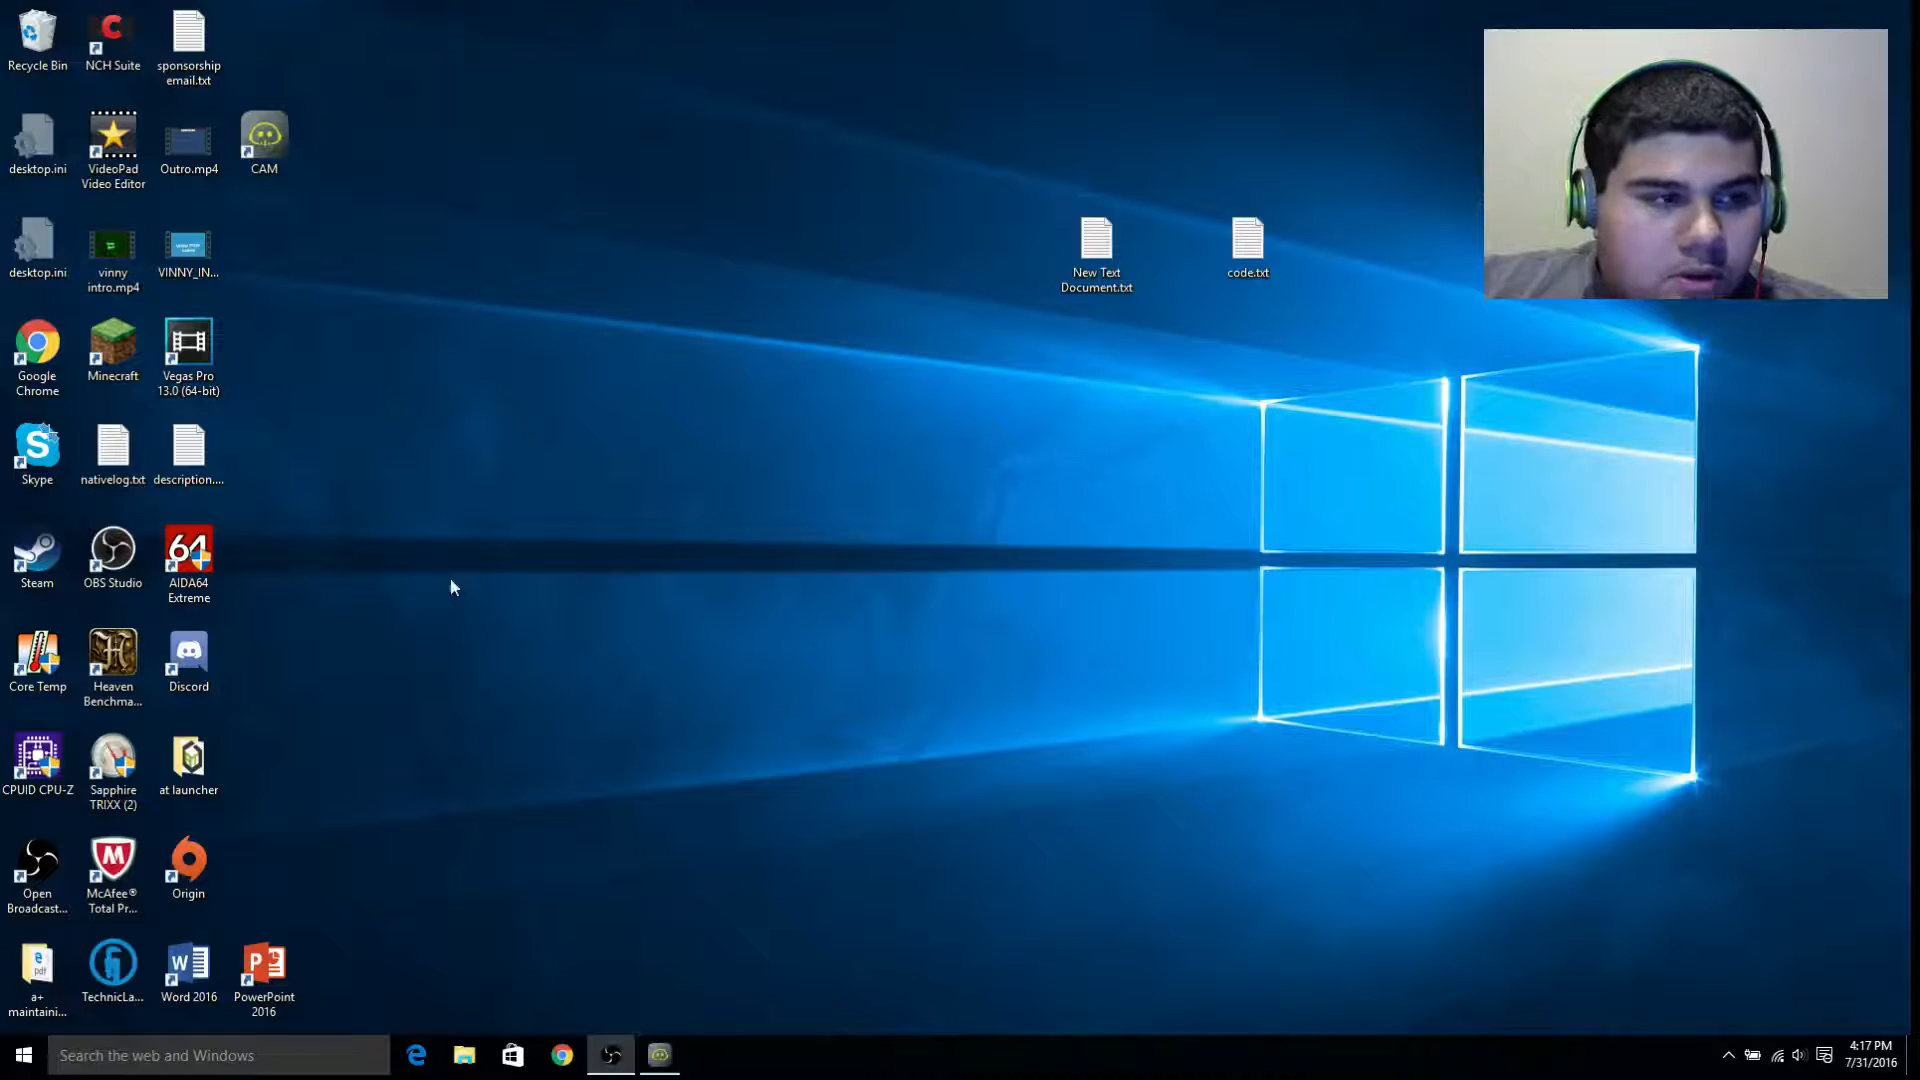 Recycle Bin
NCH Suite
sponsorship
email.txt
desktop.ini
VideoPad
Video Editor
Outro.mp4
CAM
desktop.ini
vinny
intro.mp4
VINNY_IN...
New Text
Document.txt
code.txt
Google
Chrome
Minecraft
Vegas Pro
13.0 (64-bit)
Skype
nativelog.txt
description....
64
Steam
OBS Studio
AIDA64
Extreme
Core Temp
Heaven
Benchma...
Discord
CPUID CPU-Z
Sapphire
TRIXX (2)
at launcher
Open
Broadcast...
McAfee®
Total Pr...
Origin
pdf
a+
maintaini...
TechnicLa...
Word 2016
PowerPoint
2016
Search the web and Windows
4:17 PM
7/31/2016